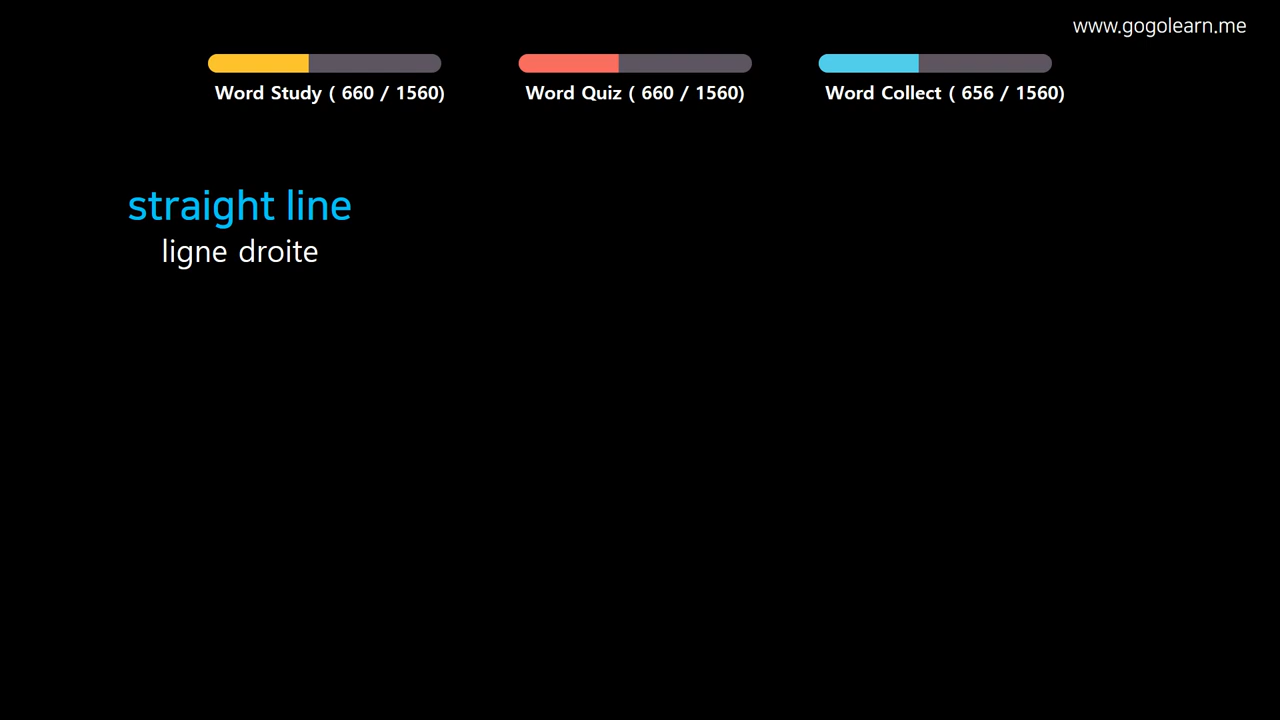 www.gogolearn.me
Word Study ( 660 / 1560)
Word Quiz ( 660 / 1560)
Word Collect ( 656 / 1560)
straight line
ligne droite